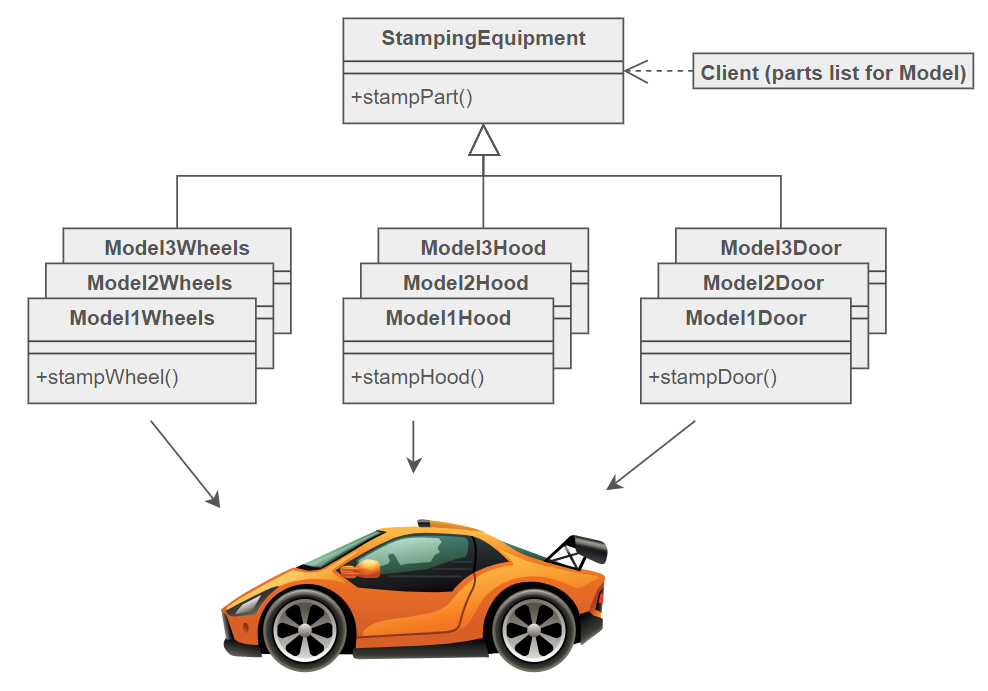 StampingEquipment
Client (parts list for Model)
+stampPart()
Model3Wheels
Model3Hood
Model3Door
Model2Wheels
Model2Hood
Model2Door
Model1Wheels
Model1Hood
Model1Door
+stampWheel()
+stampHood()
+stampDoor()